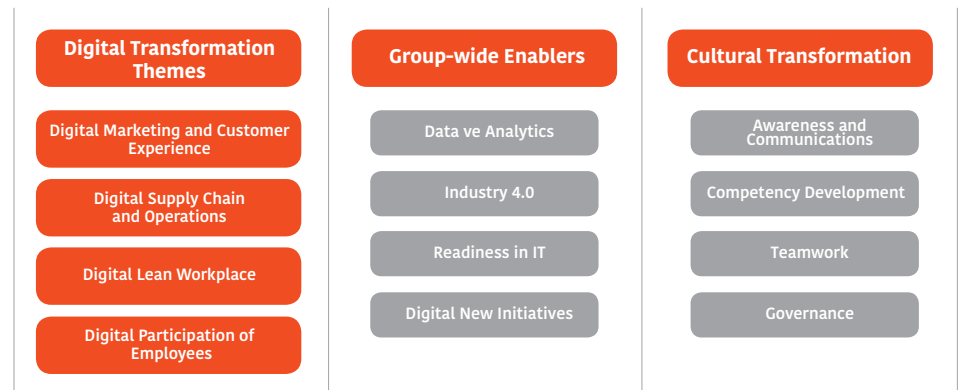 Digital Transformation
Themes
Digital Marketing and Customer
Experience
Digital Supply Chain
and Operations
Digital Lean Workplace
Digital Participation of
Employees
Group-wide Enablers
Data ve Analytics
Industry 4.0
Readiness in IT
Digital New Initiatives
Cultural Transformation
Awareness and
Communications
Competency Development
Teamwork
Governance